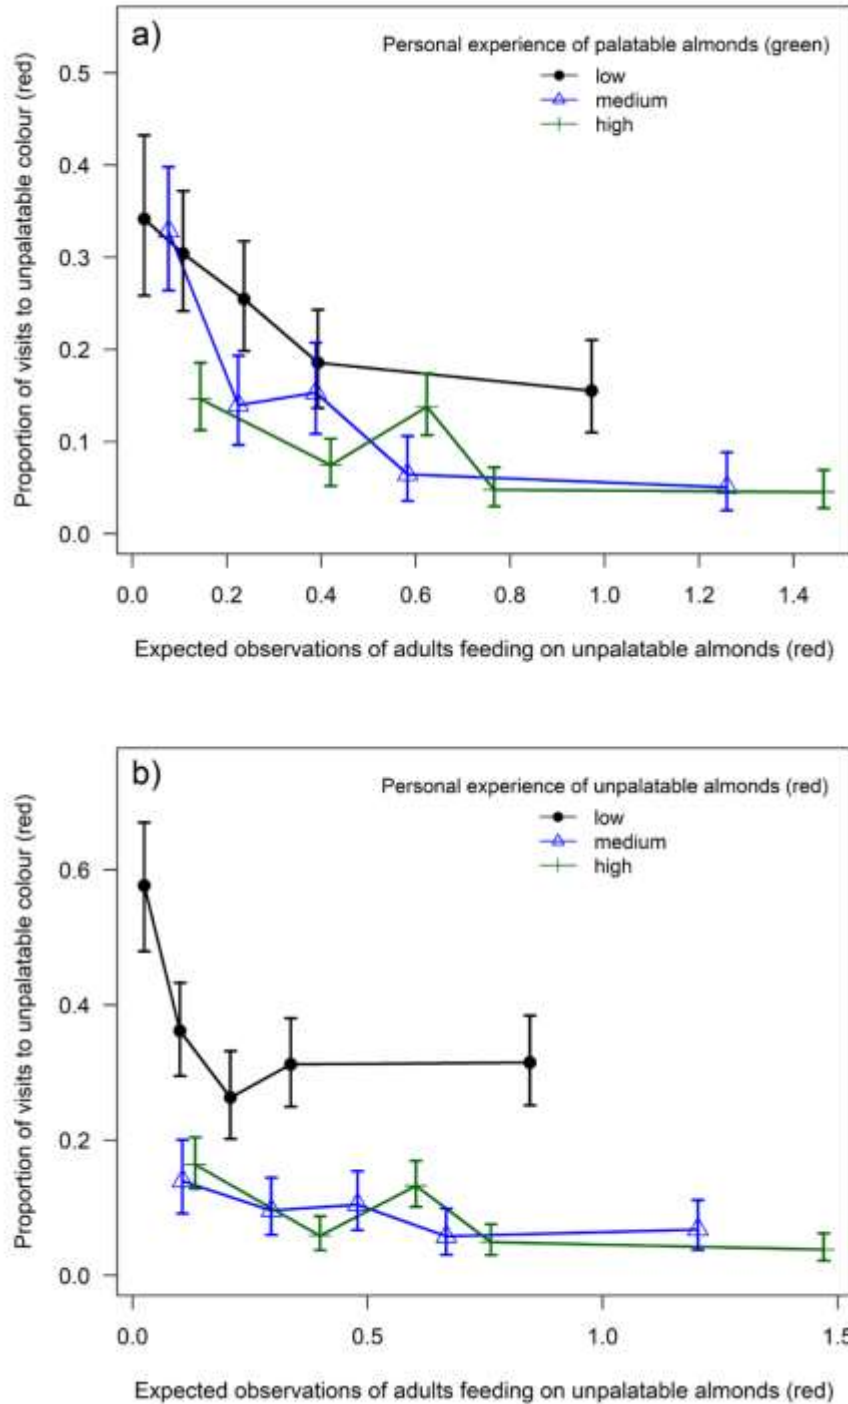 a)
Personal experience of palatable almonds (green)
low
medium
high
Proportion of visits to unpalatable colour (red)
0.5
0.4
0.3
0.2
0.1
0.0
0.0 0.2 0.4 0.6 0.8 1.0 1.2 1.4
Expected observations of adults feeding on unpalatable almonds (red)
b)
Personal experience of unpalatable almonds (red)
low
medium
high
Proportion of visits to unpalatable colour (red)
0.6
0.4
0.2
0.0
0.0 0.5 1.0 1.5
Expected observations of adults feeding on unpalatable almonds (red)